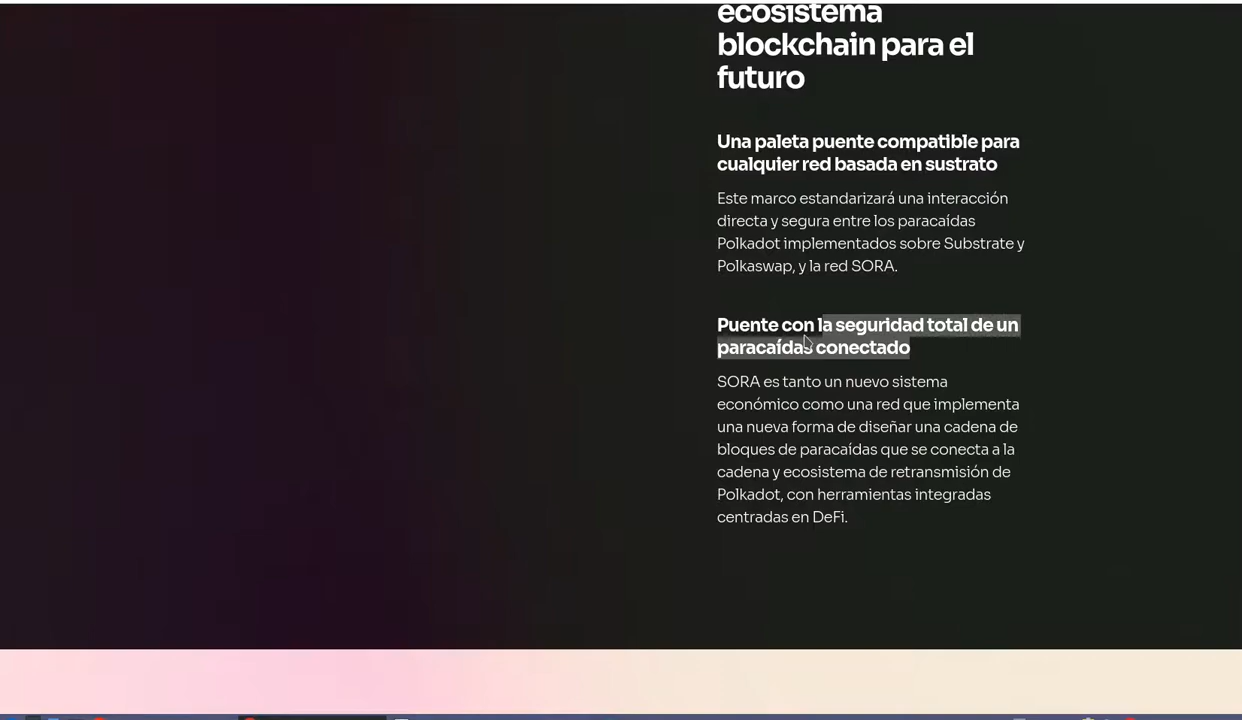 ecosistema
blockchain para el
futuro
Una paleta puente compatible para
cualquier red basada en sustrato
Este marco estandarizará una interacción
directa y segura entre los paracaídas
Polkadot implementados sobre Substrate y
Polkaswap, y la red SORA.
Puente con la seguridad total de un
paracaídas conectado
SORA es tanto un nuevo sistema
económico como una red que implementa
una nueva forma de diseñar una cadena de
bloques de paracaídas que se conecta a la
cadena y ecosistema de retransmisión de
Polkadot, con herramientas integradas
centradas en DeFi.